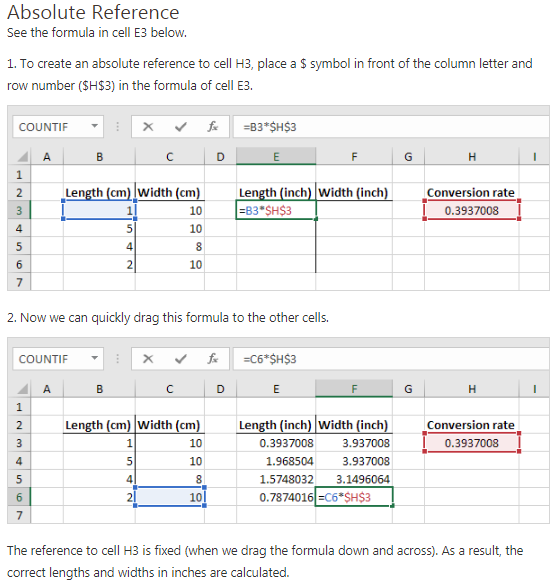 Absolute Reference
See the formula in cell E3 below.
1. To create an absolute reference to cell H3, place a $ symbol in front of the column letter and
row number ($H$3) in the formula of cell E3.
COUNTIF fx =B3*$H$3
A B C D E F G H I
1
2 Length (cm) Width (cm) Length (inch) Width (inch) Conversion rate
3 1 10 =B3*$H$3 0.3937008
4 5 10
5 4 8
6 2 10
7
2. Now we can quickly drag this formula to the other cells.
COUNTIF fx =C6*$H$3
A B C D E F G H I
1
2 Length (cm) Width (cm) Length (inch) Width (inch) Conversion rate
3 1 10 0.3937008 3.937008 0.3937008
4 5 10 1.968504 3.937008
5 4 8 1.5748032 3.1496064
6 2 10 0.7874016 =C6*$H$3
7
The reference to cell H3 is fixed (when we drag the formula down and across). As a result, the
correct lengths and widths in inches are calculated.